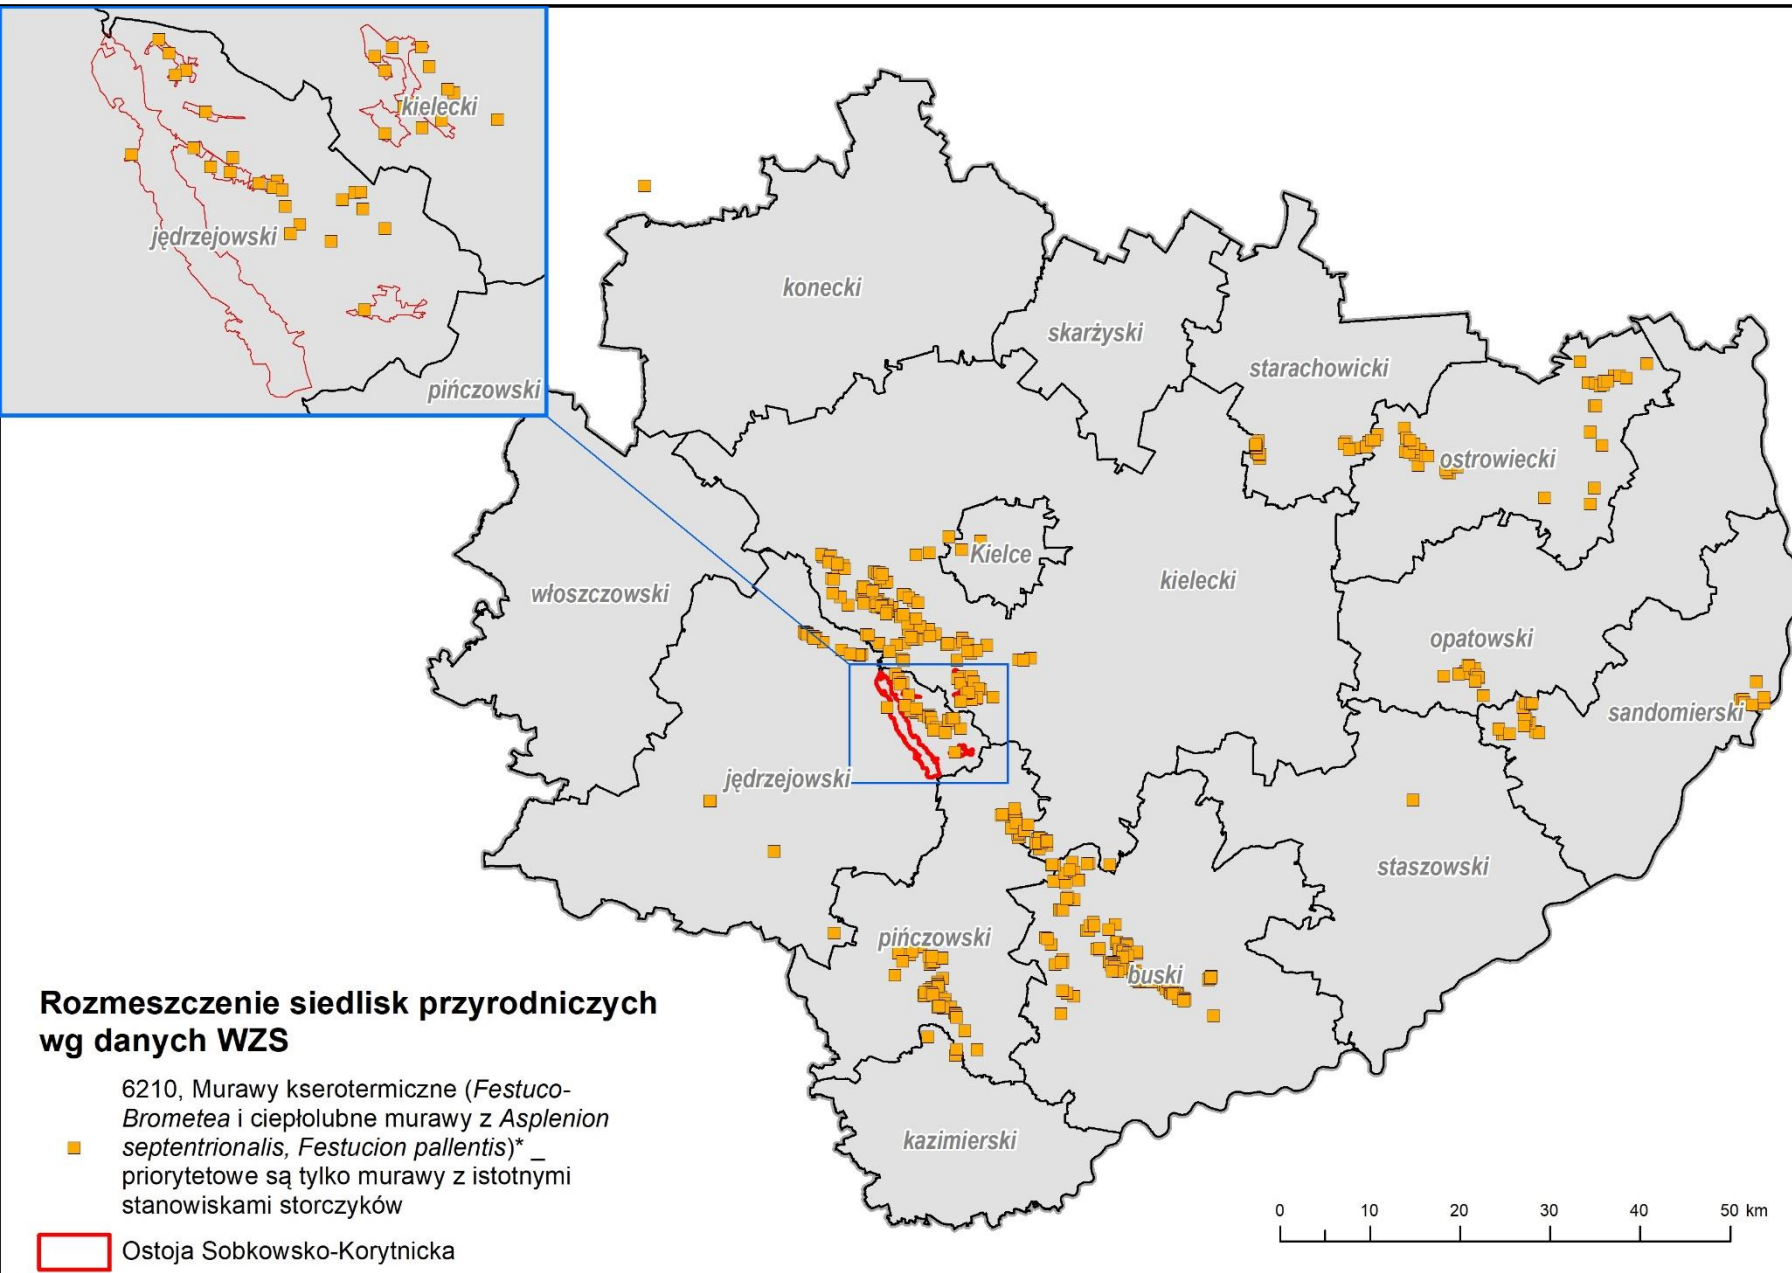 kielecki
jędrzejowski
pińczowski
konecki
skarżyski
starachowicki
ostrowiecki
Kielce
kielecki
włoszczowski
opatowski
sandomierski
jędrzejowski
staszowski
pińczowski
buski
kazimierski
Rozmeszczenie siedlisk przyrodniczych
wg danych WZS
6210, Murawy kserotermiczne (Festuco-
Brometea i ciepłolubne murawy z Asplenion
septentrionalis, Festucion pallentis)* _
priorytetowe są tylko murawy z istotnymi
stanowiskami storczyków
Ostoja Sobkowsko-Korytnicka
0 10 20 30 40 50 km